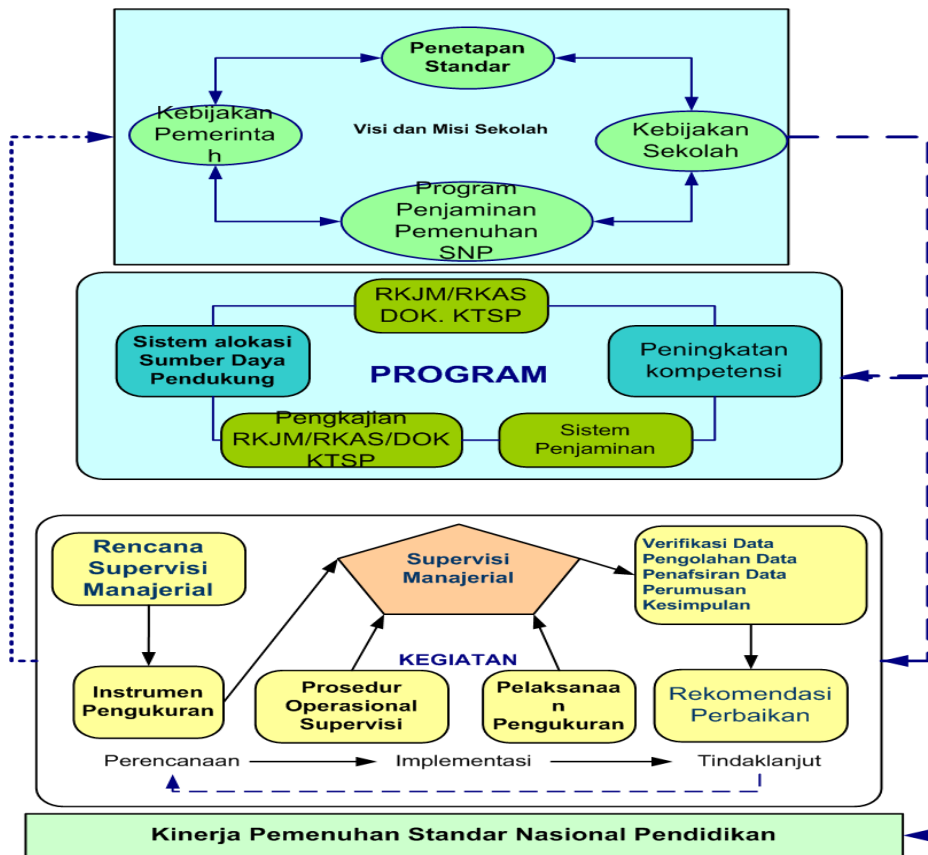 Penetapan
Standar
Kebijakan
Pemerinta
h
Visi dan Misi Sekolah
Kebijakan
Sekolah
Program
Penjaminan
Pemenuhan
SNP
RKJM/RKAS
DOK. KTSP
Sistem alokasi
Sumber Daya
Pendukung
PROGRAM
Peningkatan
kompetensi
Pengkajian
RKJM/RKAS/DOK
KTSP
Sistem
Penjaminan
Rencana
Supervisi
Manajerial
Supervisi
Manajerial
Verifikasi Data
Pengolahan Data
Penafsiran Data
Perumusan
Kesimpulan
KEGIATAN
Instrumen
Pengukuran
Prosedur
Operasional
Supervisi
Pelaksanaa
n
Pengukuran
Rekomendasi
Perbaikan
Perencanaan
Implementasi
Tindaklanjut
Kinerja Pemenuhan Standar Nasional Pendidikan